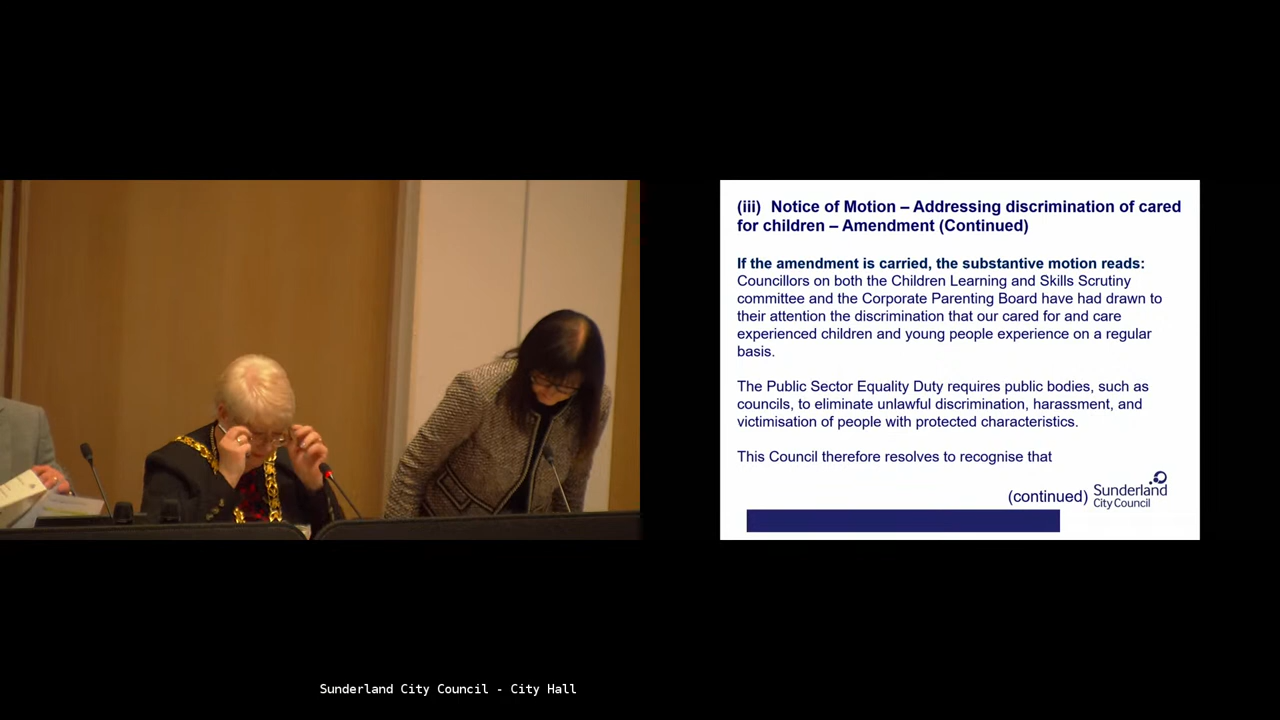 (iii) Notice of Motion – Addressing discrimination of cared
for children – Amendment (Continued)
If the amendment is carried, the substantive motion reads:
Councillors on both the Children Learning and Skills Scrutiny
committee and the Corporate Parenting Board have had drawn to
their attention the discrimination that our cared for and care
experienced children and young people experience on a regular
basis.
The Public Sector Equality Duty requires public bodies, such as
councils, to eliminate unlawful discrimination, harassment, and
victimisation of people with protected characteristics.
This Council therefore resolves to recognise that
(continued)
Sunderland
City Council
Sunderland City Council - City Hall